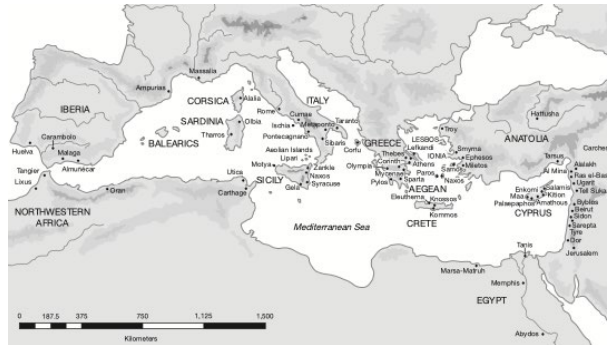 Massalia
Ampurias
CORSICA
Alalia
ITALY
Rome
Cumae
Ischia
Metaponto
Taranto
Pontecagnano
IBERIA
SARDINIA
Olbia
Tharros
BALEARICS
Sibaris
Corfu
Carambolo
Huelva
Malaga
Almuñécar
Tangier
Lixus
Oran
NORTHWESTERN
AFRICA
Aeolian Islands
Lipari
Motya
Zankle
Naxos
Syracuse
SICILY
Gela
Utica
Carthage
GREECE
Thebes
Lefkandi
Corinth
Athens
Olympia
Mycenae
Pylos
Sparta
Paros
Naxos
AEGEAN
LESBOS
Troy
IONIA
Smyrna
Ephesos
Samos
Miletos
Eleutherna
Knossos
Kommos
CRETE
Hattusha
ANATOLIA
Tarsus
Al Mina
Alalakh
Ras el-Bas
Ugarit
Tell Suka
Enkomi
Salamis
Kition
Maa
Amathous
Palaepaphos
CYPRUS
Byblos
Beirut
Sidon
Sarepta
Tyre
Dor
Jerusalem
Mediterranean Sea
Marsa-Matruh
Tanis
Memphis
EGYPT
Abydos
0 187.5 375 750 1,125 1,500
Kilometers